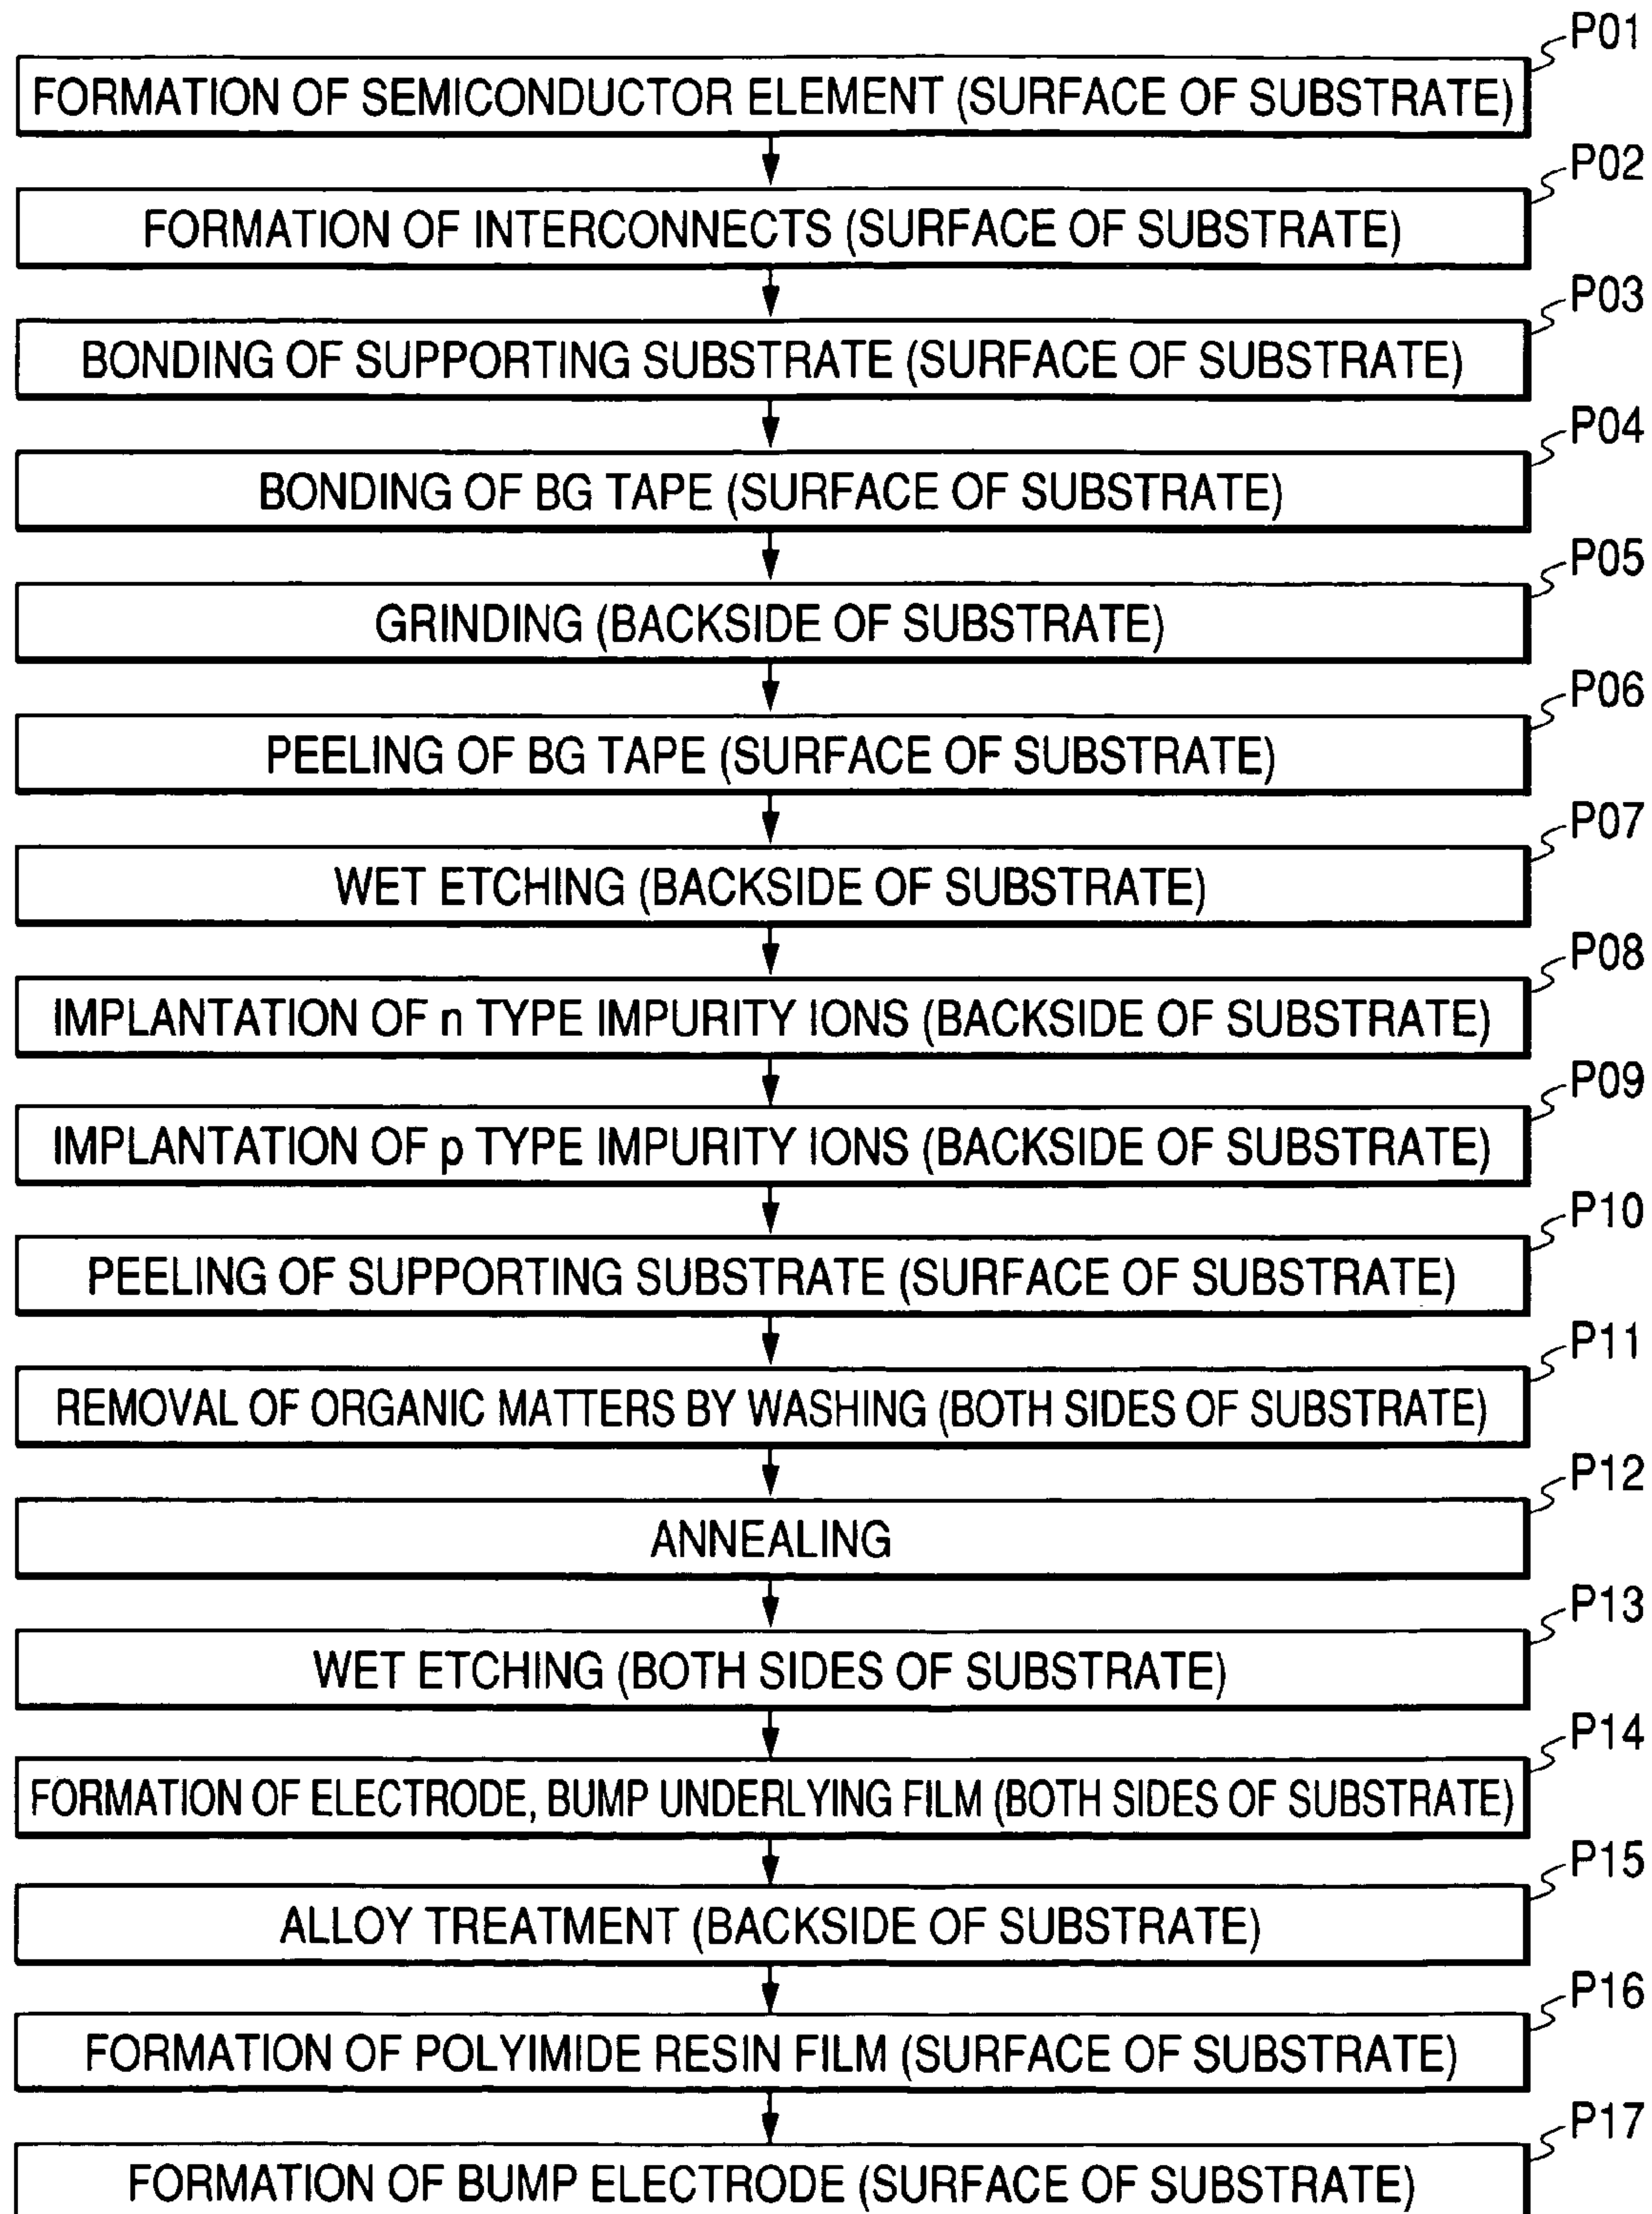 P01
FORMATION OF SEMICONDUCTOR ELEMENT (SURFACE OF SUBSTRATE)
P02
FORMATION OF INTERCONNECTS (SURFACE OF SUBSTRATE)
P03
BONDING OF SUPPORTING SUBSTRATE (SURFACE OF SUBSTRATE)
P04
BONDING OF BG TAPE (SURFACE OF SUBSTRATE)
P05
GRINDING (BACKSIDE OF SUBSTRATE)
P06
PEELING OF BG TAPE (SURFACE OF SUBSTRATE)
P07
WET ETCHING (BACKSIDE OF SUBSTRATE)
P08
IMPLANTATION OF n TYPE IMPURITY IONS (BACKSIDE OF SUBSTRATE)
P09
IMPLANTATION OF p TYPE IMPURITY IONS (BACKSIDE OF SUBSTRATE)
P10
PEELING OF SUPPORTING SUBSTRATE (SURFACE OF SUBSTRATE)
P11
REMOVAL OF ORGANIC MATTERS BY WASHING (BOTH SIDES OF SUBSTRATE)
P12
ANNEALING
P13
WET ETCHING (BOTH SIDES OF SUBSTRATE)
P14
FORMATION OF ELECTRODE, BUMP UNDERLYING FILM (BOTH SIDES OF SUBSTRATE)
P15
ALLOY TREATMENT (BACKSIDE OF SUBSTRATE)
P16
FORMATION OF POLYIMIDE RESIN FILM (SURFACE OF SUBSTRATE)
P17
FORMATION OF BUMP ELECTRODE (SURFACE OF SUBSTRATE)